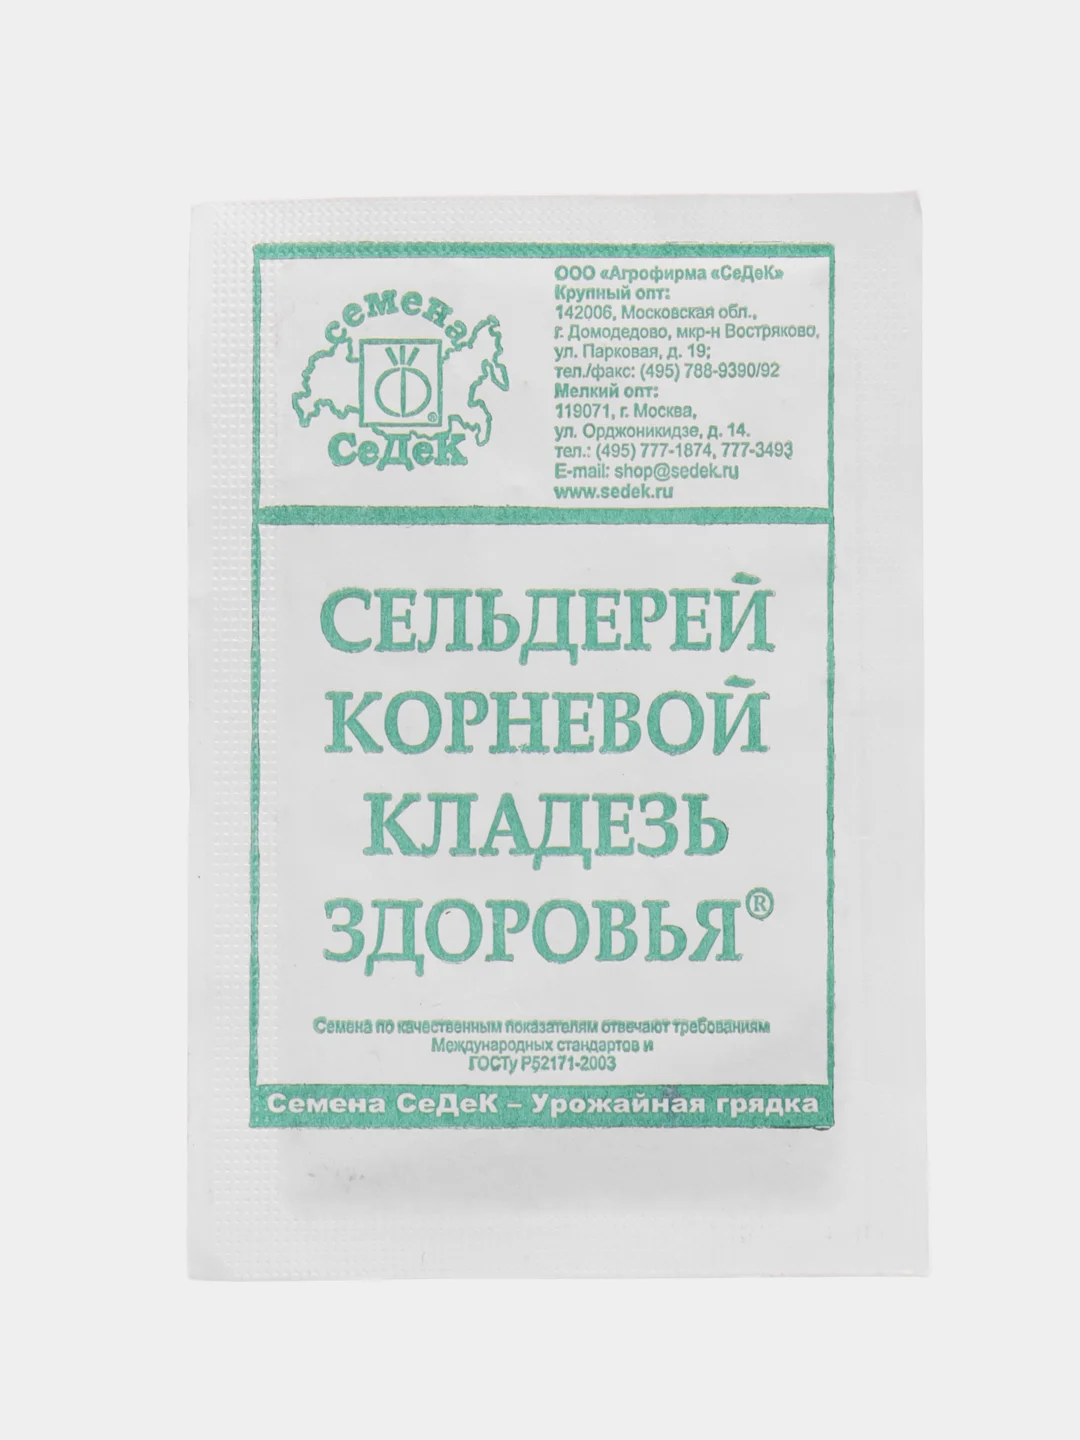 семена
СеДеК
®
ООО «Агрофирма «СеДеК»
Крупный опт:
142006, Московская обл.,
г. Домодедово, мкр-н Востряково,
ул. Парковая, д. 19;
тел./факс: (495) 788-9390/92
Мелкий опт:
119071, г. Москва,
ул. Орджоникидзе, д. 14.
тел.: (495) 777-1874, 777-3493
E-mail: shop@sedek.ru
www.sedek.ru
СЕЛЬДЕРЕЙ
КОРНЕВОЙ
КЛАДЕЗЬ
ЗДОРОВЬЯ®
Семена по качественным показателям отвечают требованиям
Международных стандартов и
ГОСТу Р52171-2003
Семена СеДеК – Урожайная грядка